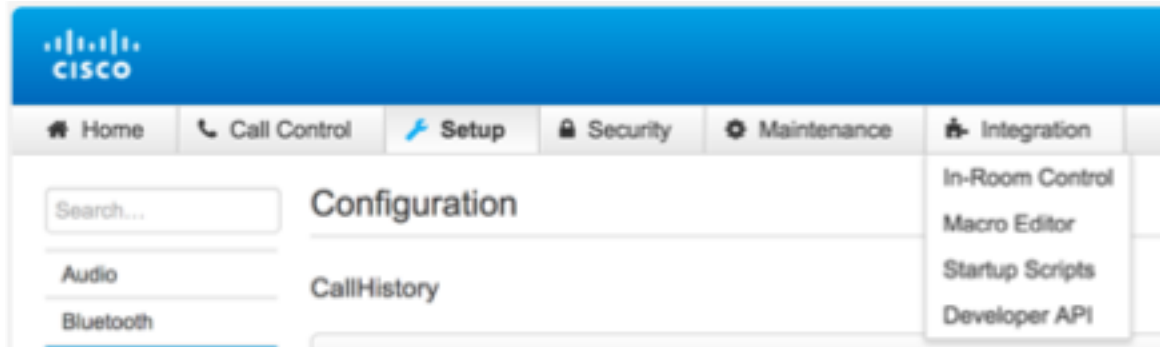 CISCO
Home Call Control Setup Security Maintenance Integration
In-Room Control
Macro Editor
Startup Scripts
Developer API
Search...
Audio
Bluetooth
Configuration
CallHistory